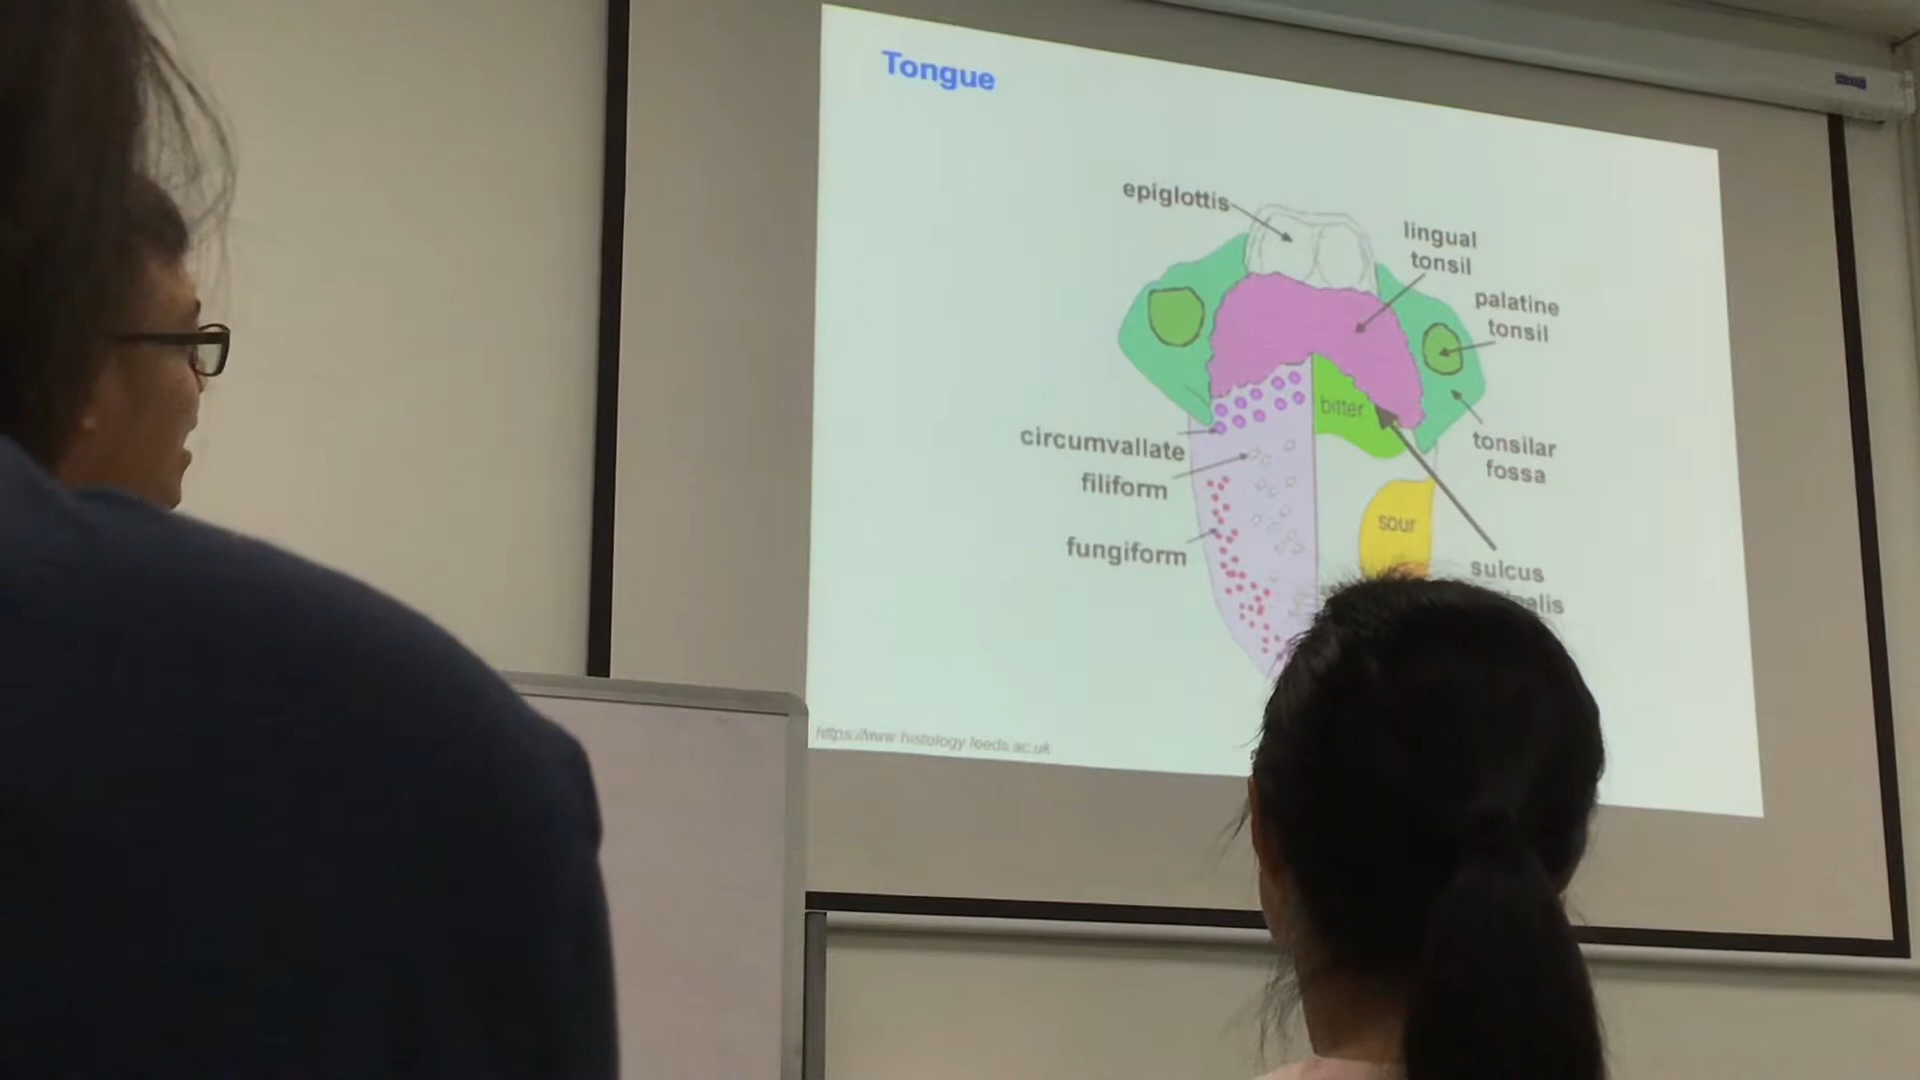 Tongue
epiglottis
lingual
tonsil
palatine
tonsil
bitter
circumvallate
filiform
tonsilar
fossa
sour
fungiform
sulcus
https://www.histology.leeds.ac.uk